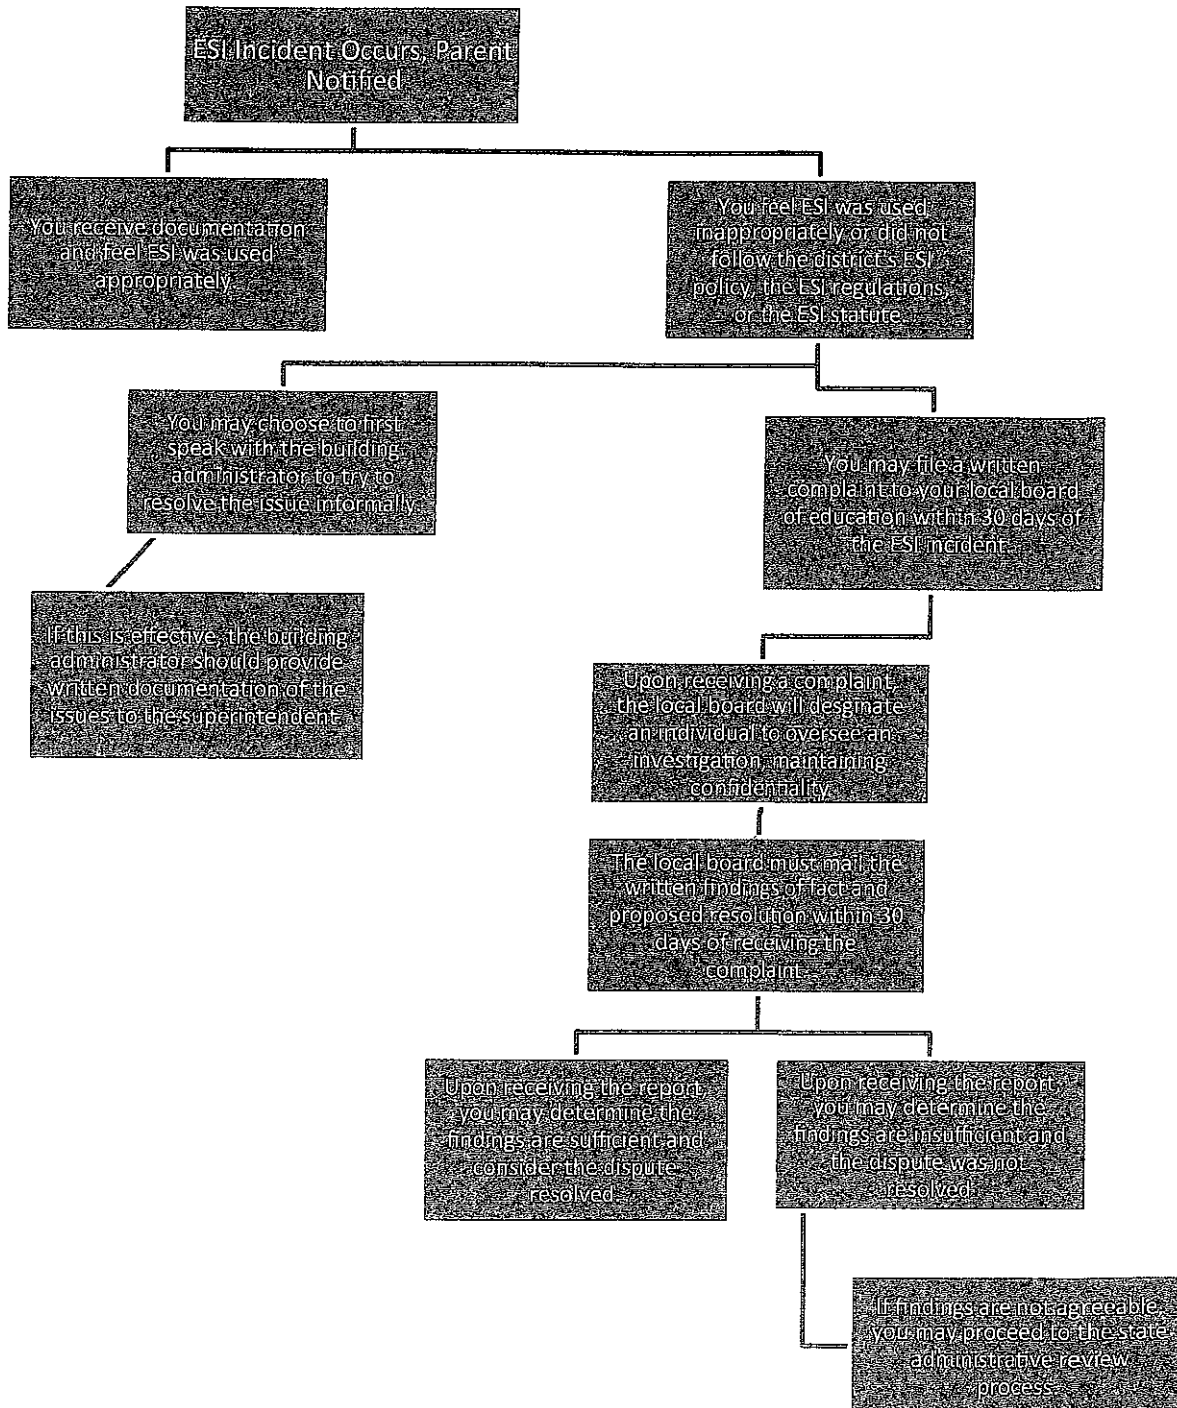 ESI Incident Occurs, Parent
Notified
You receive documentation
and feel ESI was used
appropriately
You feel ESI was used
inappropriately or did not
follow the district's ESI
policy, the ESI regulations,
or the ESI statute
You may choose to first
speak with the building
administrator to try to
resolve the issue informally.
You may file a written
complaint to your local board
of education within 30 days of
the ESI incident
If this is effective, the building
administrator should provide
written documentation of the
issues to the superintendent
Upon receiving a complaint,
the local board will desginate
an individual to oversee an
investigation, maintaining
confidentiality
The local board must mail the
written findings of fact and
proposed resolution within 30
days of receiving the
complaint
Upon receiving the report,
you may determine the
findings are sufficient and
consider the dispute
resolved
Upon receiving the report,
you may determine the
findings are insufficient and
the dispute was not
resolved
If findings are not agreeable,
you may proceed to the state
administrative review
process